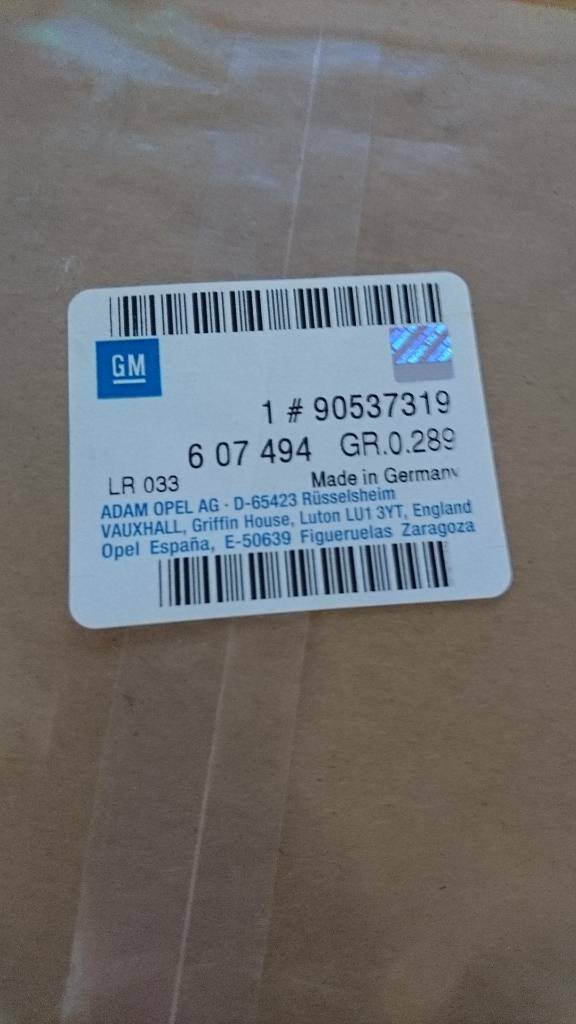 GM
1 # 90537319
6 07 494 GR.0.289
LR 033 Made in Germany
ADAM OPEL AG · D-65423 Rüsselsheim
VAUXHALL, Griffin House, Luton LU1 3YT, England
Opel España, E-50639 Figueruelas Zaragoza